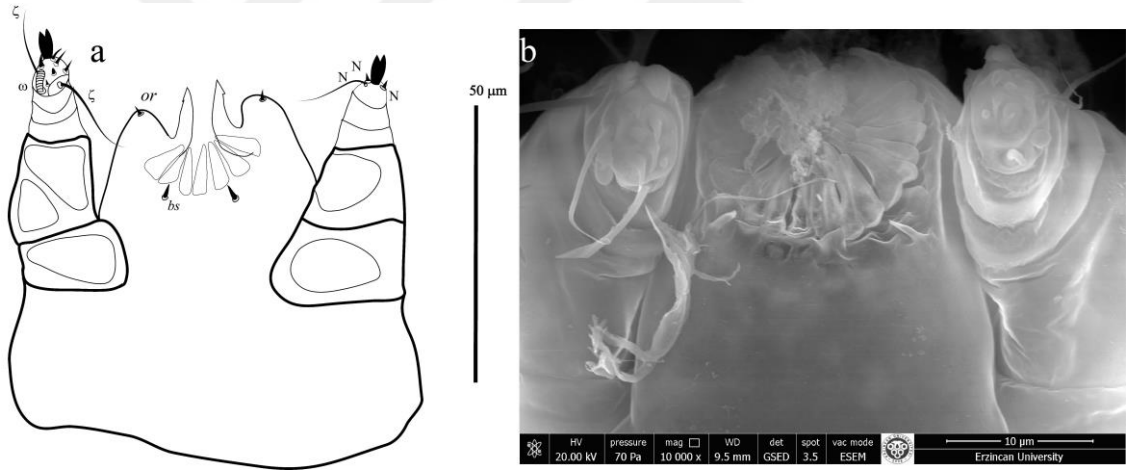 ζ
a
ω
ζ
or
bs
N
N
N
50 μm
b
HV
20.00 kV
pressure
70 Pa
mag
10 000 x
WD
9.5 mm
det
GSED
spot
3.5
vac mode
ESEM
10 μm
Erzincan University